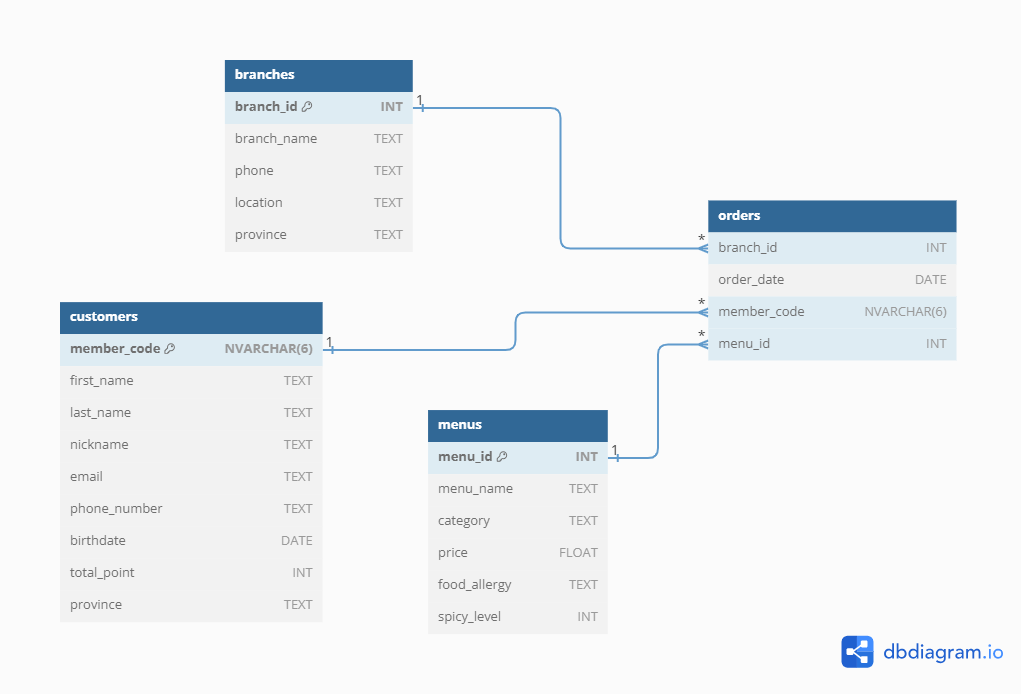 branches
branch_id INT
branch_name TEXT
phone TEXT
location TEXT
province TEXT
1
orders
* branch_id INT
order_date DATE
* member_code NVARCHAR(6)
* menu_id INT
customers
member_code NVARCHAR(6)
1
first_name TEXT
last_name TEXT
nickname TEXT
email TEXT
phone_number TEXT
birthdate DATE
total_point INT
province TEXT
menus
menu_id INT
1
menu_name TEXT
category TEXT
price FLOAT
food_allergy TEXT
spicy_level INT
dbdiagram.io